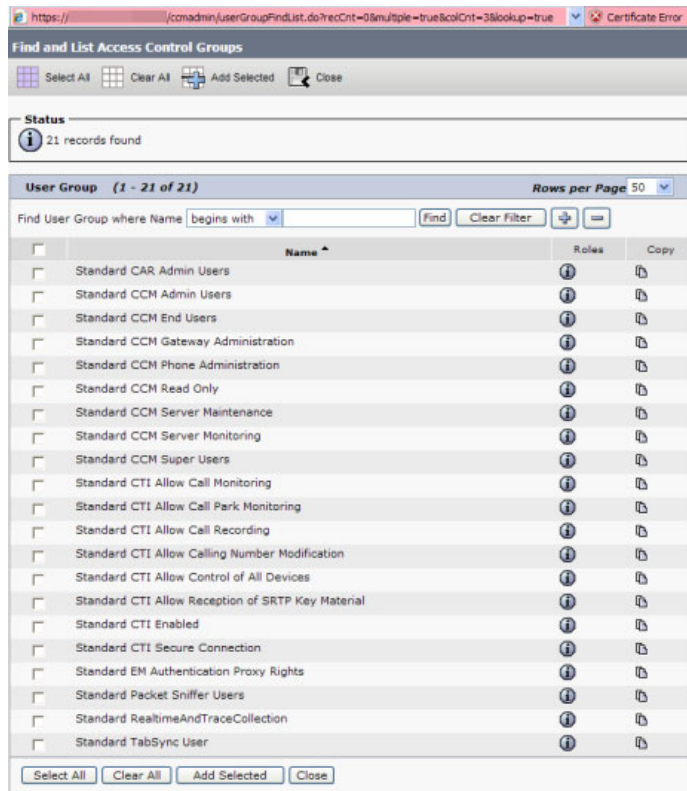 https://          /ccmadmin/userGroupFindList.do?recCnt=0&multiple=true&colCnt=3&lookup=true Certificate Error
Find and List Access Control Groups
Select All Clear All Add Selected Close
Status
21 records found
User Group (1 - 21 of 21) Rows per Page 50
Find User Group where Name begins with Find Clear Filter
Name Roles Copy
Standard CAR Admin Users
Standard CCM Admin Users
Standard CCM End Users
Standard CCM Gateway Administration
Standard CCM Phone Administration
Standard CCM Read Only
Standard CCM Server Maintenance
Standard CCM Server Monitoring
Standard CCM Super Users
Standard CTI Allow Call Monitoring
Standard CTI Allow Call Park Monitoring
Standard CTI Allow Call Recording
Standard CTI Allow Calling Number Modification
Standard CTI Allow Control of All Devices
Standard CTI Allow Reception of SRTP Key Material
Standard CTI Enabled
Standard CTI Secure Connection
Standard EM Authentication Proxy Rights
Standard Packet Sniffer Users
Standard RealtimeAndTraceCollection
Standard TabSync User
Select All Clear All Add Selected Close